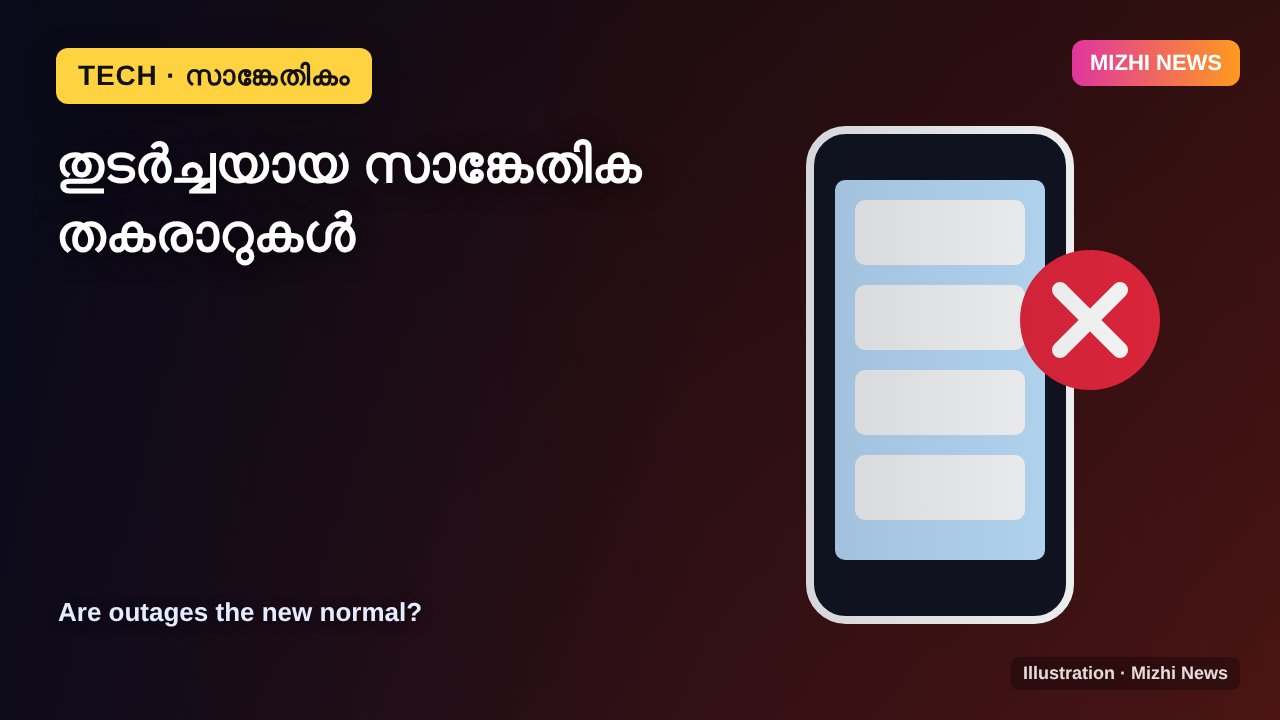 TECH · സാങ്കേതികം
MIZHI NEWS
തുടർച്ചയായ സാങ്കേതിക
തകരാറുകൾ
Are outages the new normal?
Illustration · Mizhi News